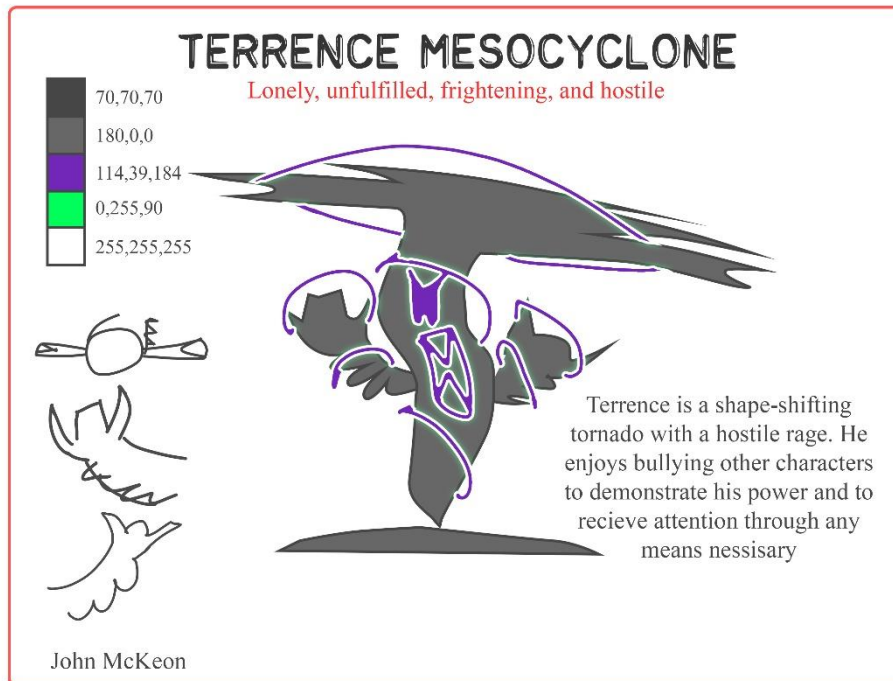 TERRENCE MESOCYCLONE
Lonely, unfulfilled, frightening, and hostile
70,70,70
180,0,0
114,39,184
0,255,90
255,255,255
Terrence is a shape-shifting
tornado with a hostile rage. He
enjoys bullying other characters
to demonstrate his power and to
recieve attention through any
means nessisary
John McKeon